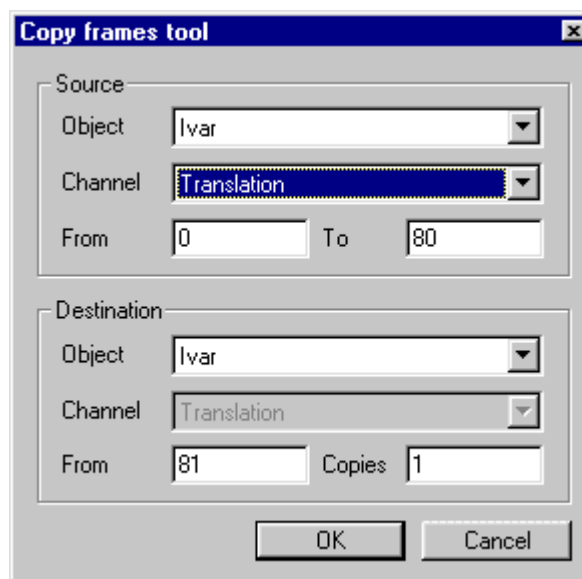 Copy frames tool
Source
Object Ivar
Channel Translation
From 0 To 80
Destination
Object Ivar
Channel Translation
From 81 Copies 1
OK Cancel